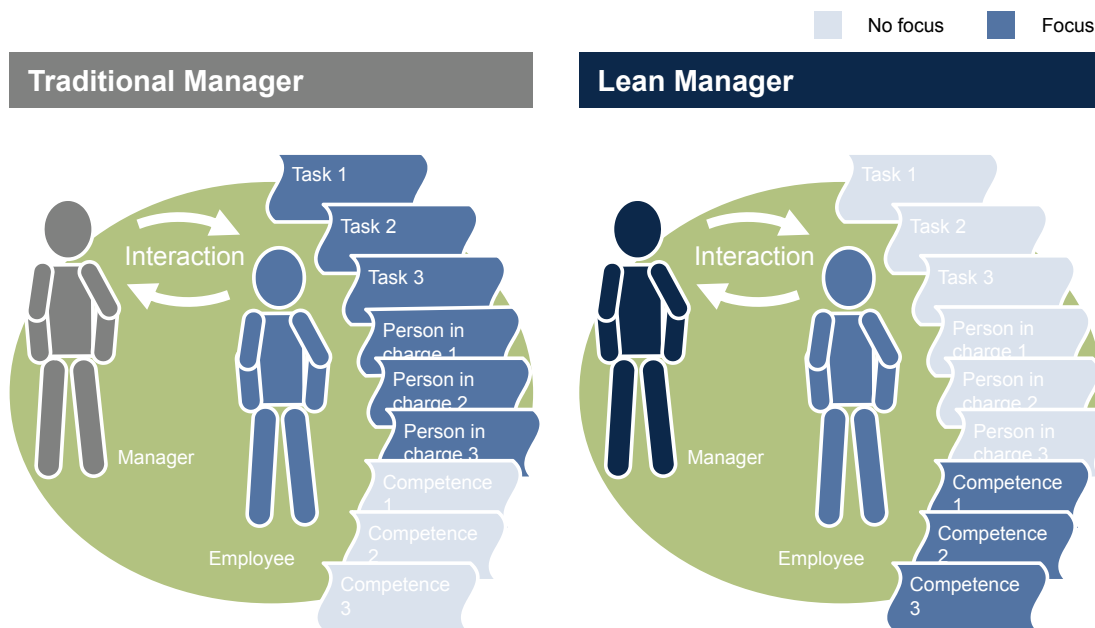 No focus
Focus
Traditional Manager
Task 1
Task 2
Interaction
Task 3
Person in
charge 1
Person in
charge 2
Person in
charge 3
Manager
Competence
1
Competence
2
Employee
Competence
3
Lean Manager
Task 1
Task 2
Interaction
Task 3
Person in
charge 1
Person in
charge 2
Person in
charge 3
Manager
Competence
1
Competence
2
Employee
Competence
3